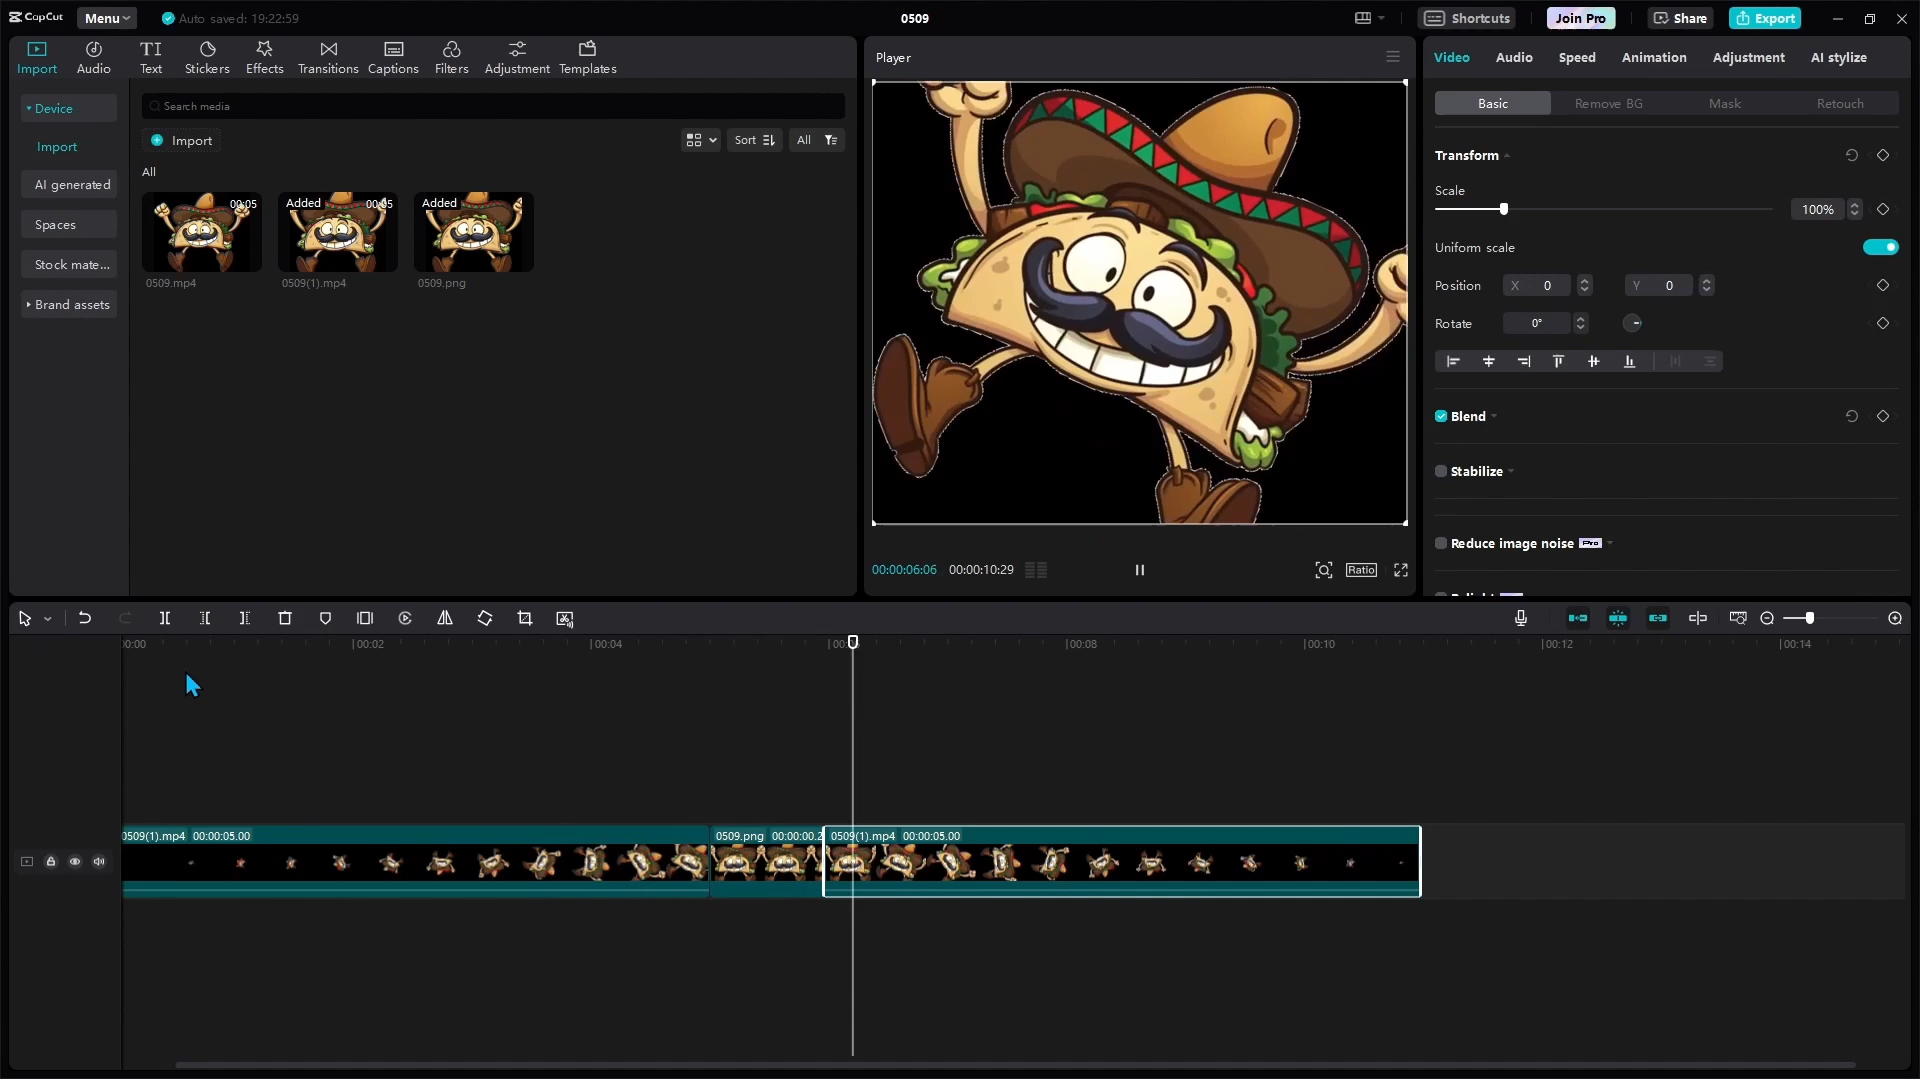 CapCut
Menu
Auto saved: 19:22:59
0509
Shortcuts
Join Pro
Share
Export
Import
Audio
Text
Stickers
Effects
Transitions
Captions
Filters
Adjustment
Templates
Device
Import
AI generated
Spaces
Stock mate...
Brand assets
Search media
Import
Sort
All
All
00:05
0509.mp4
Added
00:05
0509(1).mp4
Added
0509.png
Player
00:00:06:06
00:00:10:29
Ratio
Video
Audio
Speed
Animation
Adjustment
AI stylize
Basic
Remove BG
Mask
Retouch
Transform
Scale
100%
Uniform scale
Position
X 0
Y 0
Rotate
0°
Blend
Stabilize
Reduce image noise
Pro
00:02
00:04
00:08
00:10
00:12
00:14
0509(1).mp4 00:00:05.00
0509.png 00:00:00.2
0509(1).mp4 00:00:05.00